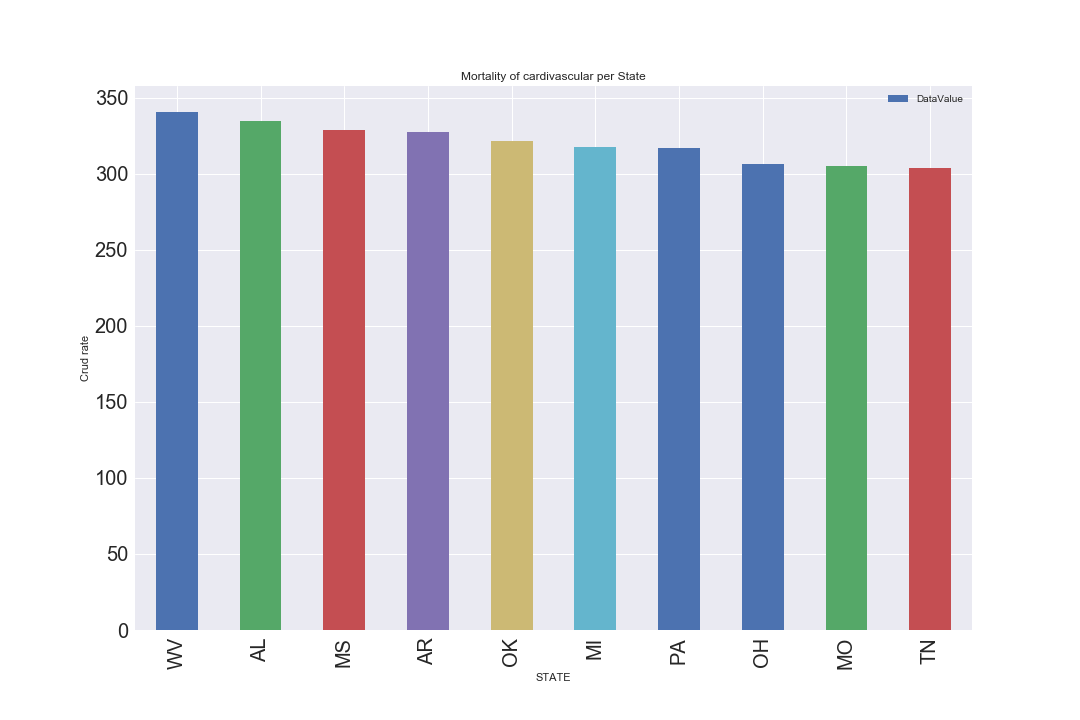 Mortality of cardivascular per State
DataValue
350
300
250
200
150
100
50
0
Crud rate
WV
AL
MS
AR
OK
MI
PA
OH
MO
TN
STATE